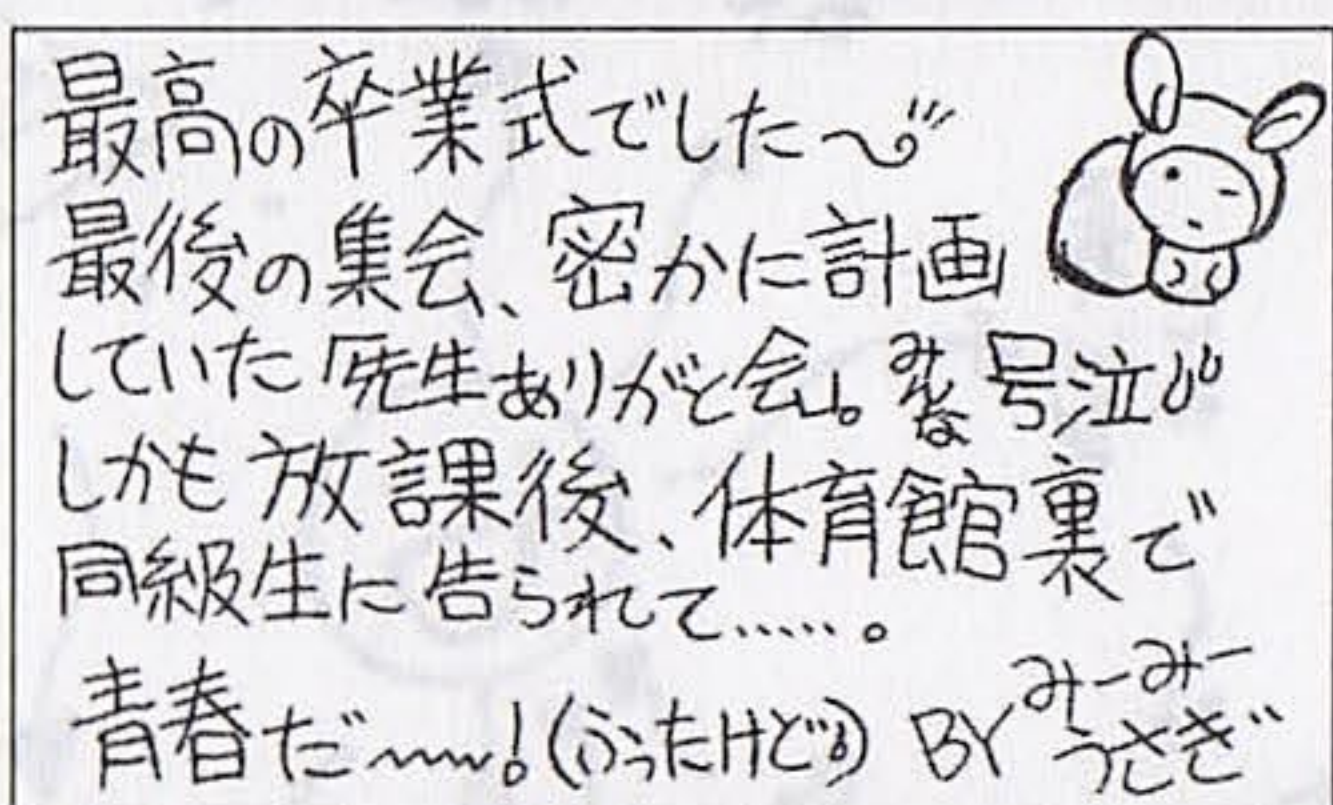 最高の卒業式でした〜
最後の集会、密かに計画
していた「先生ありがと会」。みんな号泣
しかも放課後、体育館裏で
同級生に告られて……。
青春だ〜〜!(ふったけど) BY みーみーうさぎ